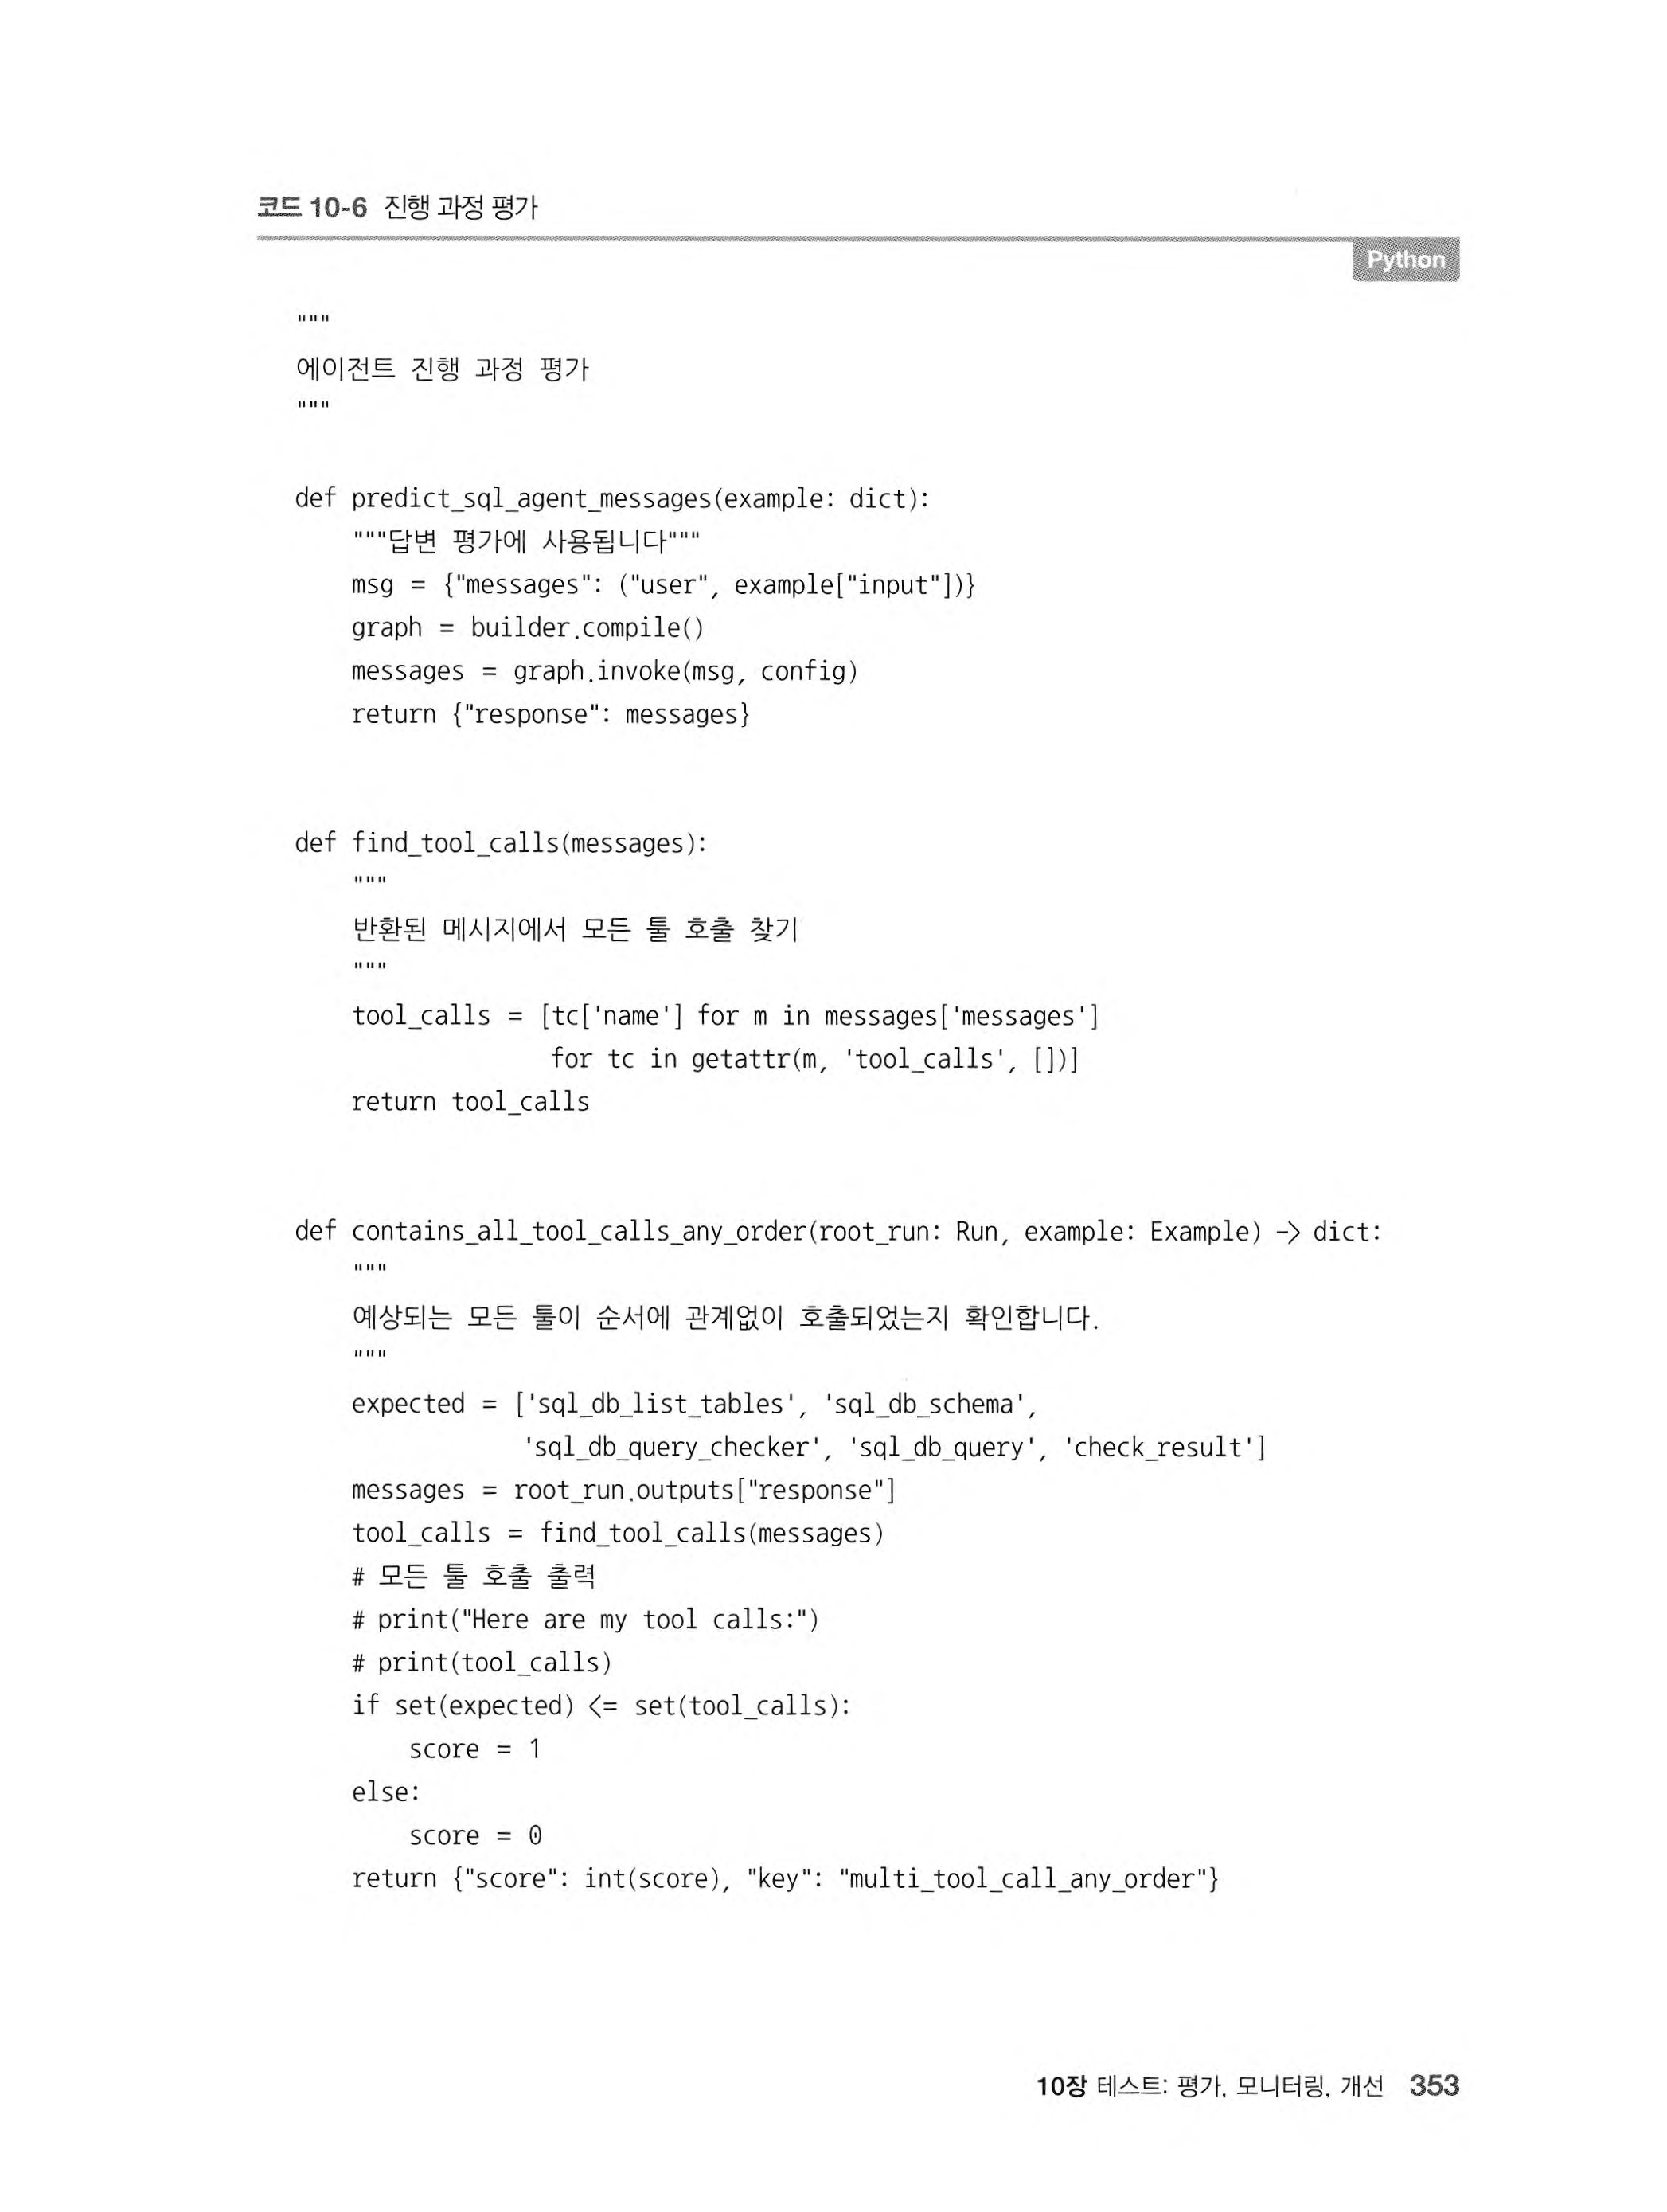 코드 10-6 진행 과정 평가
Python
"""
에이전트 진행 과정 평가
"""
def predict_sql_agent_messages(example: dict):
    """답변 평가에 사용됩니다"""
    msg = {"messages": ("user", example["input"])}
    graph = builder.compile()
    messages = graph.invoke(msg, config)
    return {"response": messages}
def find_tool_calls(messages):
    """
    반환된 메시지에서 모든 툴 호출 찾기
    """
    tool_calls = [tc['name'] for m in messages['messages']
                  for tc in getattr(m, 'tool_calls', [])]
    return tool_calls
def contains_all_tool_calls_any_order(root_run: Run, example: Example) -> dict:
    """
    예상되는 모든 툴이 순서에 관계없이 호출되었는지 확인합니다.
    """
    expected = ['sql_db_list_tables', 'sql_db_schema',
                'sql_db_query_checker', 'sql_db_query', 'check_result']
    messages = root_run.outputs["response"]
    tool_calls = find_tool_calls(messages)
    # 모든 툴 호출 출력
    # print("Here are my tool calls:")
    # print(tool_calls)
    if set(expected) <= set(tool_calls):
        score = 1
    else:
        score = 0
    return {"score": int(score), "key": "multi_tool_call_any_order"}
10장 테스트: 평가, 모니터링, 개선 353